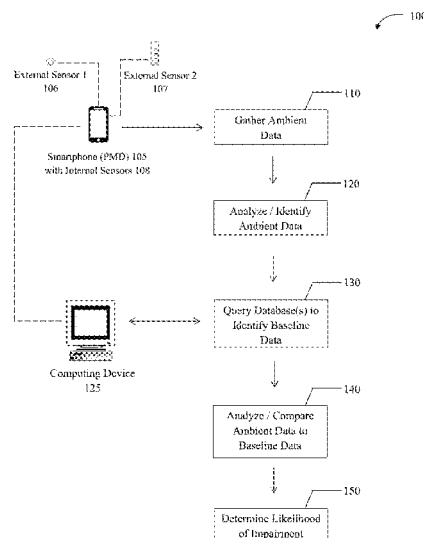 100
External Sensor 1
106
External Sensor 2
107
Smartphone (PMD) 105
with Internal Sensors 108
110
Gather Ambient
Data
120
Analyze / Identify
Ambient Data
130
Query Database(s) to
Identify Baseline
Data
Computing Device
125
140
Analyze / Compare
Ambient Data to
Baseline Data
150
Determine Likelihood
of Impairment